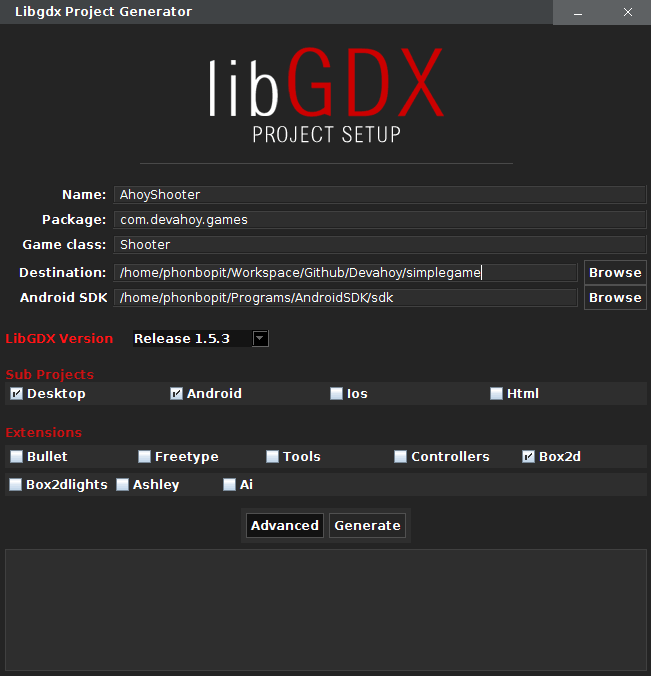 Libgdx Project Generator
libGDX
PROJECT SETUP
Name: AhoyShooter
Package: com.devahoy.games
Game class: Shooter
Destination: /home/phonbopit/Workspace/Github/Devahoy/simplegame Browse
Android SDK /home/phonbopit/Programs/AndroidSDK/sdk Browse
LibGDX Version Release 1.5.3
Sub Projects
Desktop Android Ios Html
Extensions
Bullet Freetype Tools Controllers Box2d
Box2dlights Ashley Ai
Advanced Generate